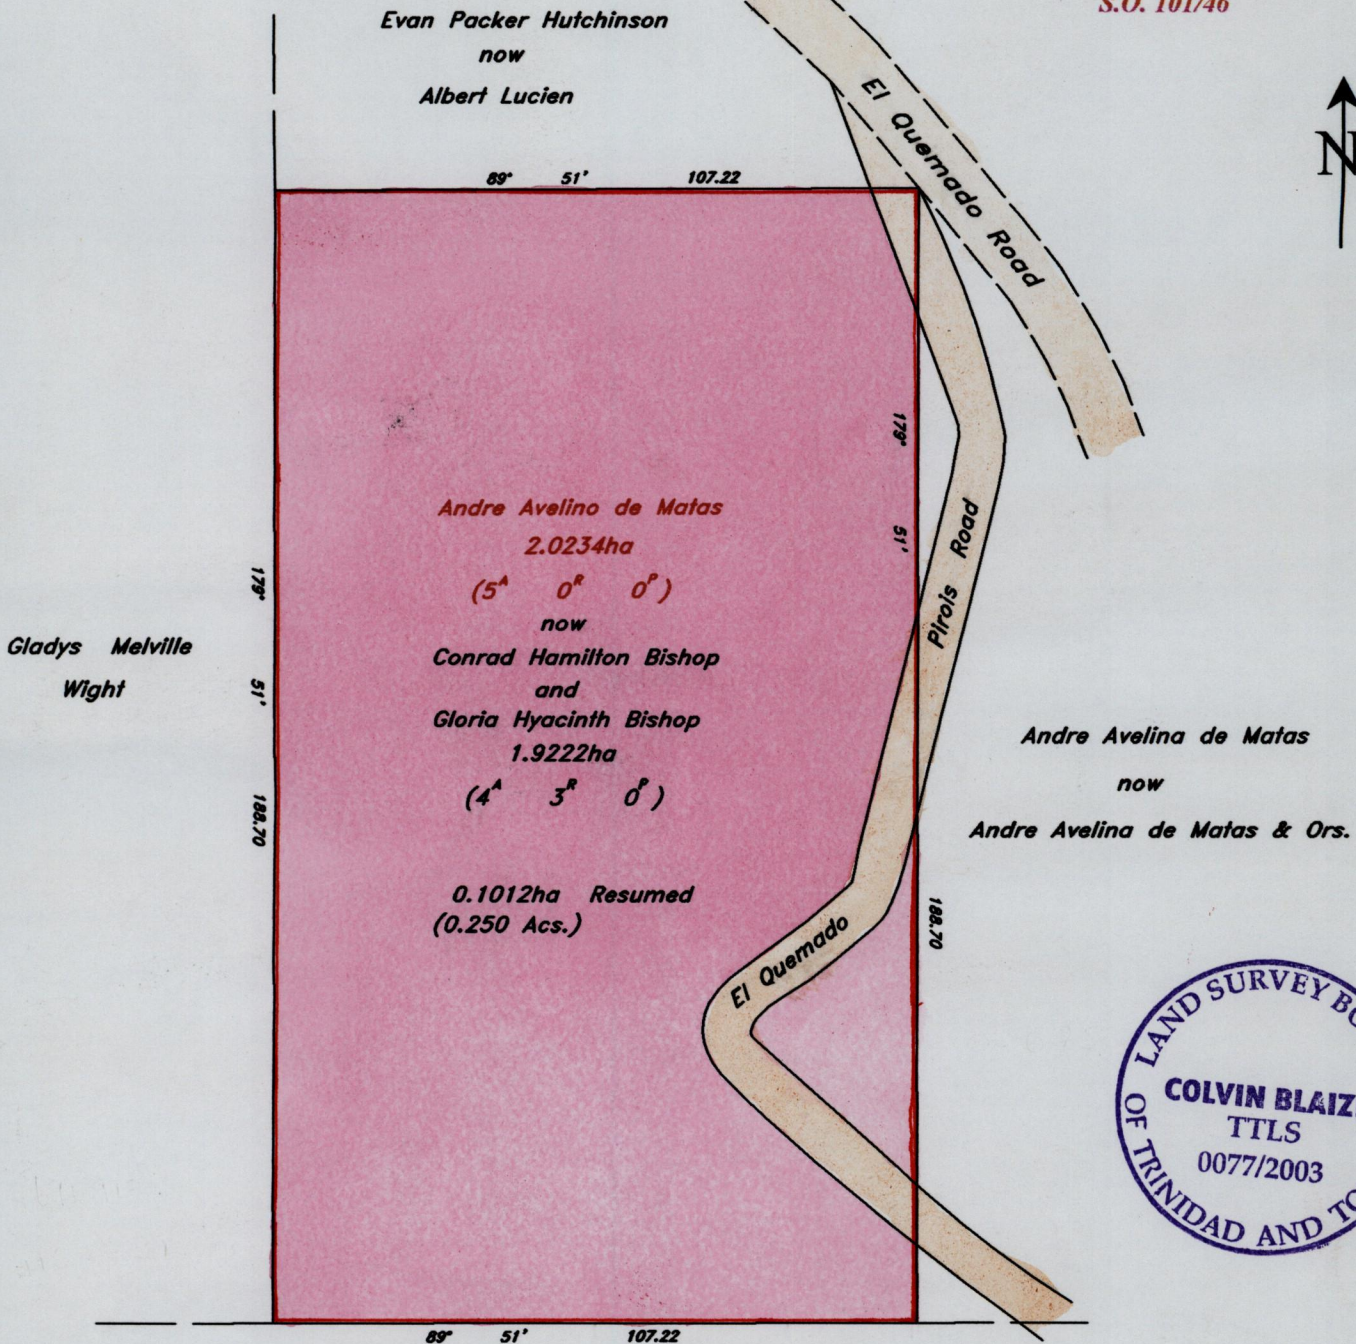 S.O. 101/46
Evan Packer Hutchinson
now
Albert Lucien
N
El Quemado Road
89° 51' 107.22
179° 51'
188.70
Pirois Road
Andre Avelino de Matas
2.0234ha
(5ᴬ 0ᴿ 0ᴾ)
now
Conrad Hamilton Bishop
and
Gloria Hyacinth Bishop
1.9222ha
(4ᴬ 3ᴿ 0ᴾ)
0.1012ha Resumed
(0.250 Acs.)
179° 51' 188.70
Gladys Melville
Wight
Andre Avelina de Matas
now
Andre Avelina de Matas & Ors.
El Quemado
LAND SURVEY
COLVIN BLAIZ
TTLS
0077/2003
OF TRINIDAD AND
89° 51' 107.22